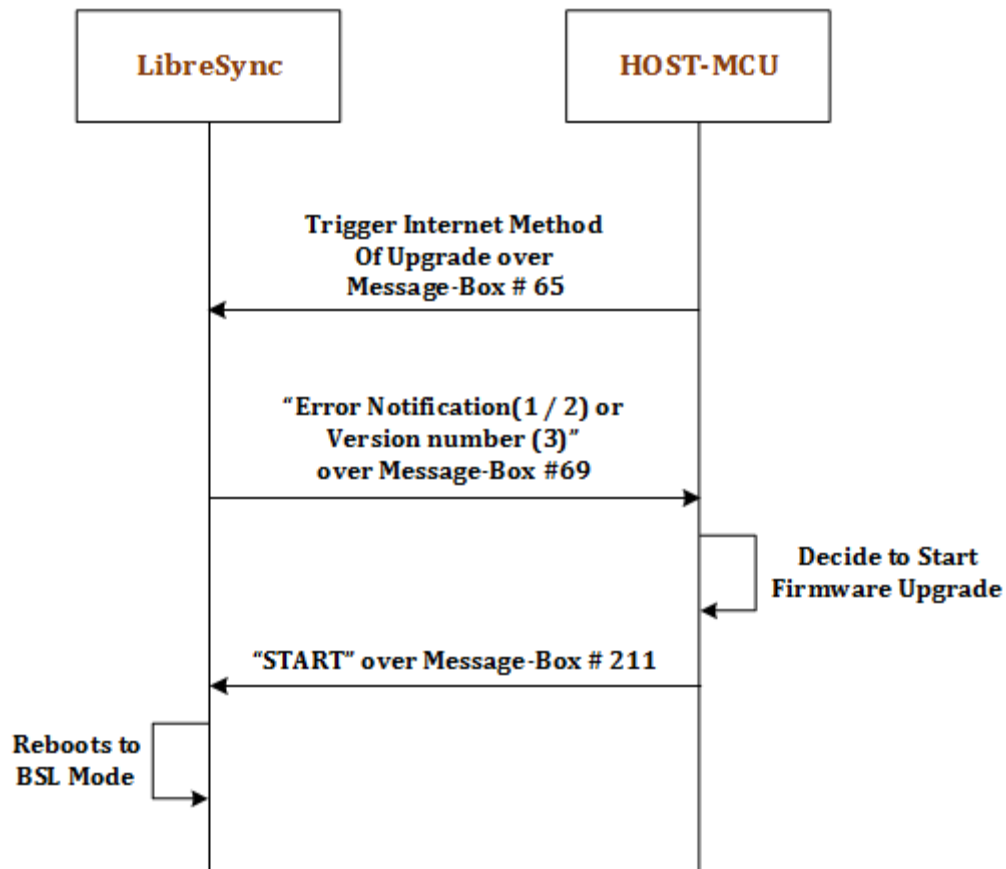 LibreSync
HOST-MCU
Trigger Internet Method
Of Upgrade over
Message-Box # 65
“Error Notification(1 / 2) or
Version number (3)”
over Message-Box #69
Decide to Start
Firmware Upgrade
“START” over Message-Box # 211
Reboots to
BSL Mode